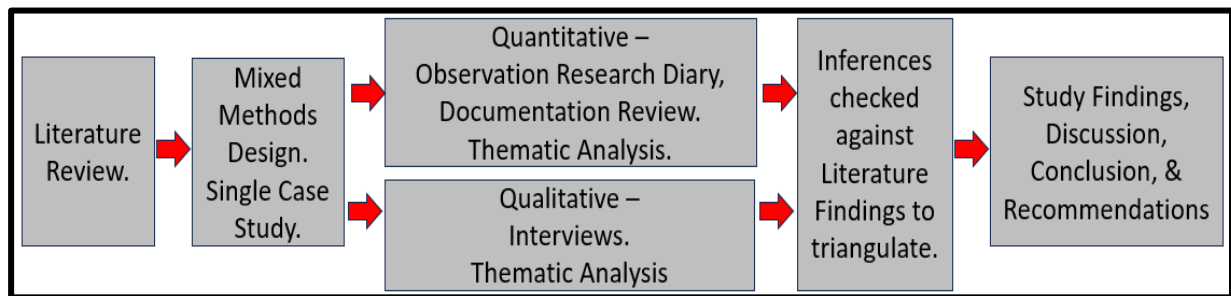 Literature
Review.
Mixed
Methods
Design.
Single Case
Study.
Quantitative –
Observation Research Diary,
Documentation Review.
Thematic Analysis.
Qualitative –
Interviews.
Thematic Analysis
Inferences
checked
against
Literature
Findings to
triangulate.
Study Findings,
Discussion,
Conclusion, &
Recommendations